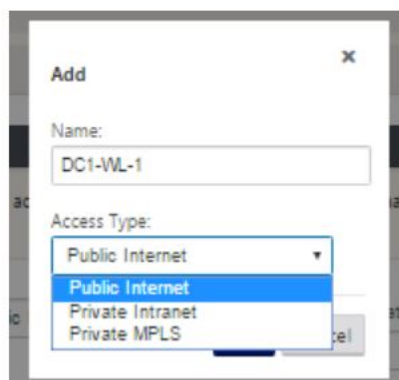 Add
×
Name:
DC1-WL-1
Access Type:
Public Internet
Public Internet
Private Intranet
Private MPLS